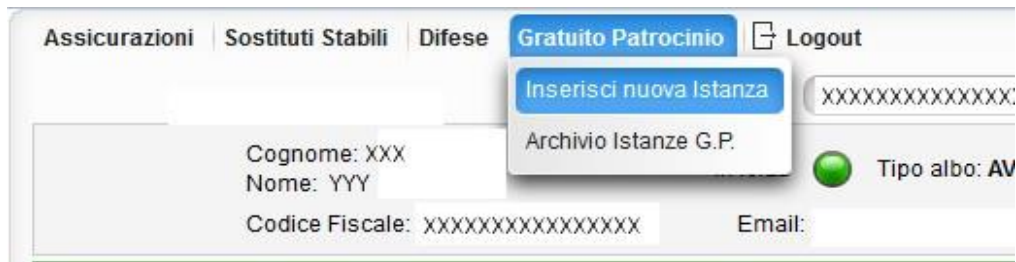 Assicurazioni Sostituti Stabili Difese Gratuito Patrocinio Logout
Inserisci nuova Istanza XXXXXXXXXXXXXX
Archivio Istanze G.P.
Cognome: XXX
Tipo albo: AV
Nome: YYY
Codice Fiscale: XXXXXXXXXXXXXXXX Email: